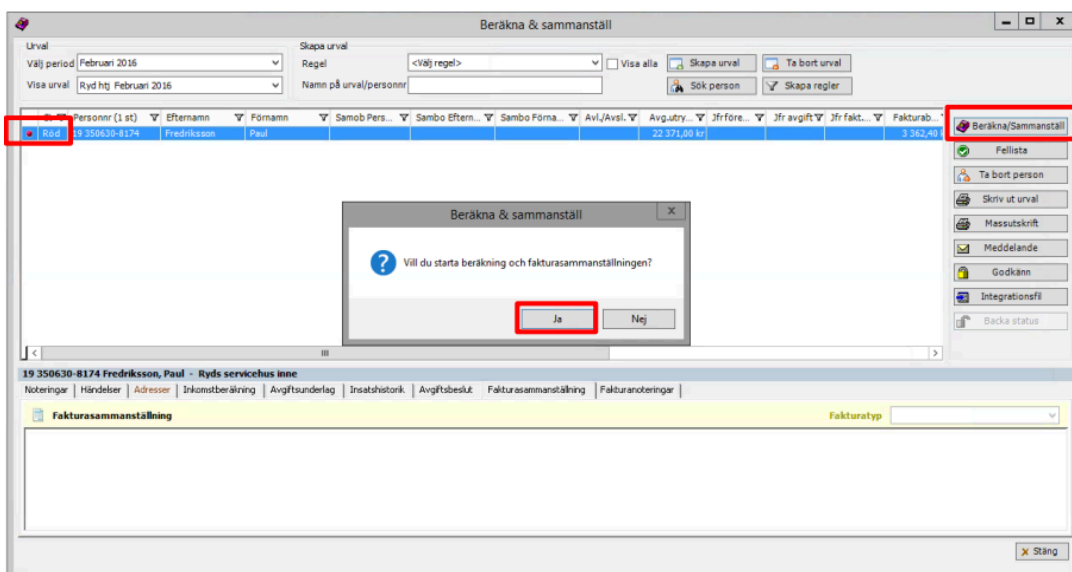 Beräkna & sammanställ
Urval
Välj period Februari 2016
Visa urval Ryd htj Februari 2016
Skapa urval
Regel <Välj regel> Visa alla Skapa urval Ta bort urval
Namn på urval/personnr Sök person Skapa regler
Personnr (1 st) Efternamn Förnamn Samob Pers... Sambo Eftern... Sambo Förna... Avl./Avsl. Avg.utry... Jfr före... Jfr avgift Jfr fakt.... Fakturab...
Röd 19 350630-8174 Fredriksson Paul 22 371,00 kr 3 362,40
Beräkna/Sammanställ
Fellista
Ta bort person
Skriv ut urval
Massutskrift
Meddelande
Godkänn
Integrationsfil
Backa status
Beräkna & sammanställ
Vill du starta beräkning och fakturasammanställningen?
Ja Nej
19 350630-8174 Fredriksson, Paul - Ryds servicehus inne
Noteringar Händelser Adresser Inkomstberäkning Avgiftsunderlag Insatshistorik Avgiftsbeslut Fakturasammanställning Fakturanoteringar
Fakturasammanställning Fakturatyp
Stäng